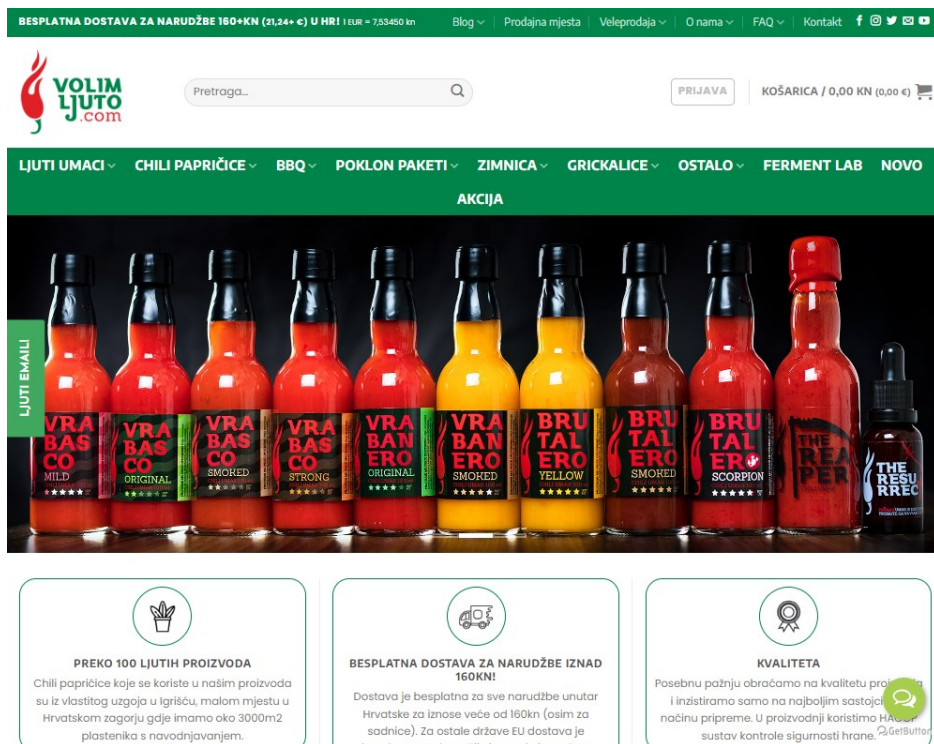 BESPLATNA DOSTAVA ZA NARUDŽBE 160+KN (21,24+ €) U HR! 1 EUR = 7,53450 kn
Blog Prodajna mjesta Veleprodaja O nama FAQ Kontakt
VOLIM
LJUTO
.com
Pretraga...
PRIJAVA
KOŠARICA / 0,00 KN (0,00 €)
LJUTI UMACI CHILI PAPRIČICE BBQ POKLON PAKETI ZIMNICA GRICKALICE OSTALO FERMENT LAB NOVO
AKCIJA
LJUTI EMAILI
VRA
BAS
CO
MILD
VRA
BAS
CO
ORIGINAL
VRA
BAS
CO
SMOKED
VRA
BAS
CO
STRONG
VRA
BAN
ERO
ORIGINAL
VRA
BAN
ERO
SMOKED
BRU
TAL
ERO
YELLOW
BRU
TAL
ERO
SMOKED
BRU
TAL
ERO
SCORPION
THE
REA
PER
THE
RESU
RREC
PREKO 100 LJUTIH PROIZVODA
Chili papričice koje se koriste u našim proizvoda
su iz vlastitog uzgoja u Igrišću, malom mjestu u
Hrvatskom zagorju gdje imamo oko 3000m2
plastenika s navodnjavanjem.
BESPLATNA DOSTAVA ZA NARUDŽBE IZNAD
160KN!
Dostava je besplatna za sve narudžbe unutar
Hrvatske za iznose veće od 160kn (osim za
sadnice). Za ostale države EU dostava je
KVALITETA
Posebnu pažnju obraćamo na kvalitetu
i inzistiramo samo na najboljim
načinu pripreme. U proizvodnji koristimo
sustav kontrole sigurnosti hrane.
GetButton